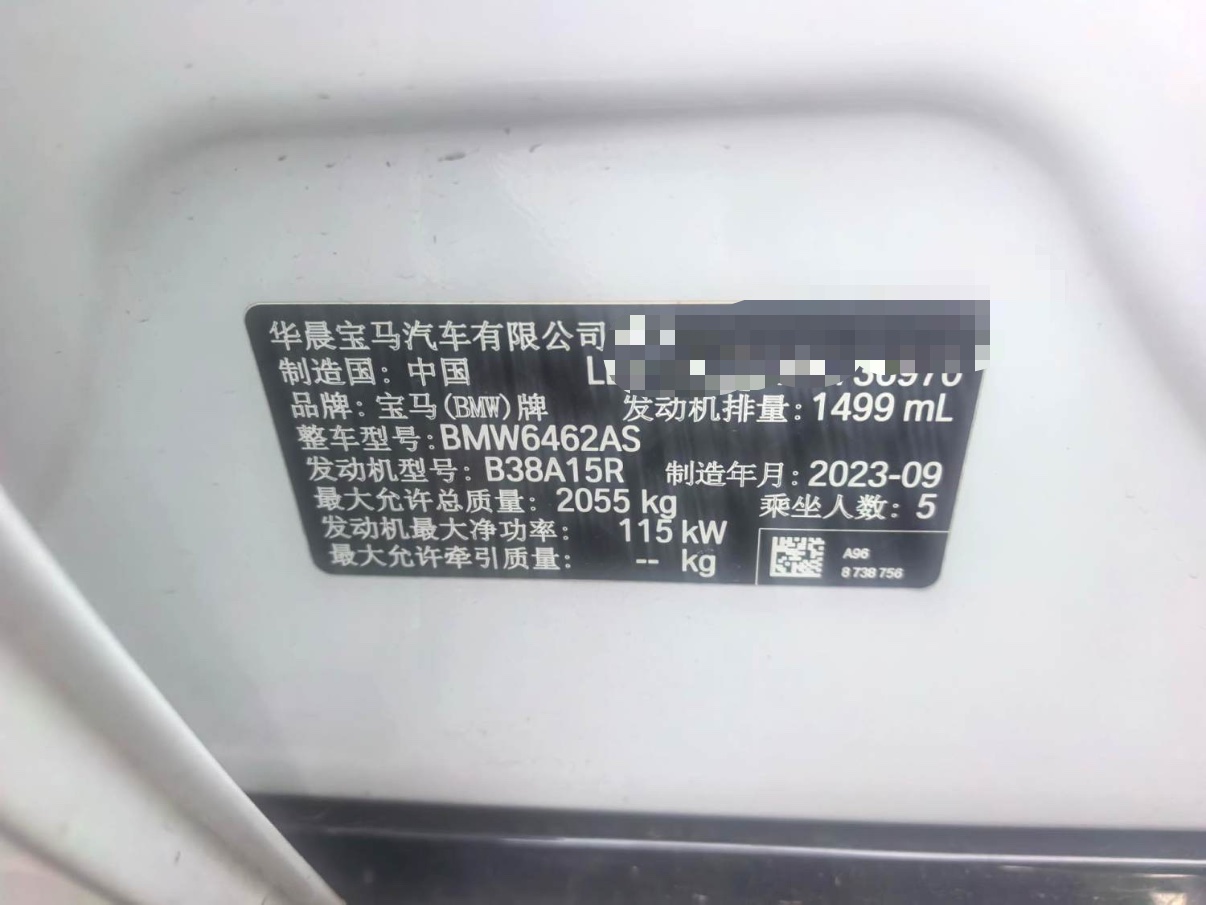 华晨宝马汽车有限公司
制造国：中国
品牌：宝马(BMW)牌 发动机排量：1499 mL
整车型号：BMW6462AS
发动机型号：B38A15R 制造年月：2023-09
最大允许总质量：2055 kg 乘坐人数：5
发动机最大净功率：115 kW
最大允许牵引质量：-- kg
A96
8 738 756